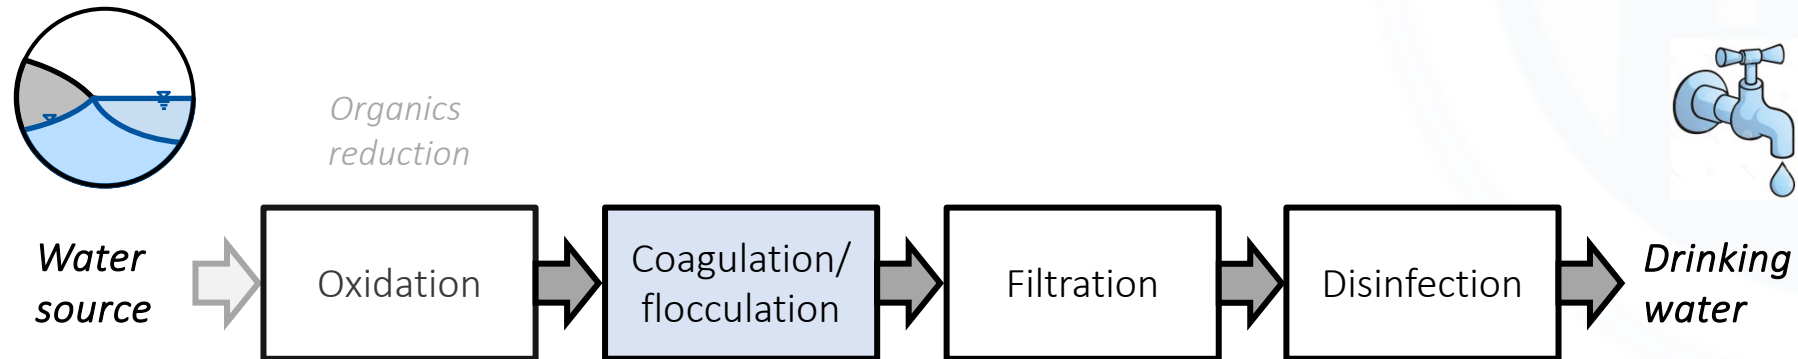 Organics
reduction
Water
source
Oxidation
Coagulation/
flocculation
Filtration
Disinfection
Drinking
water